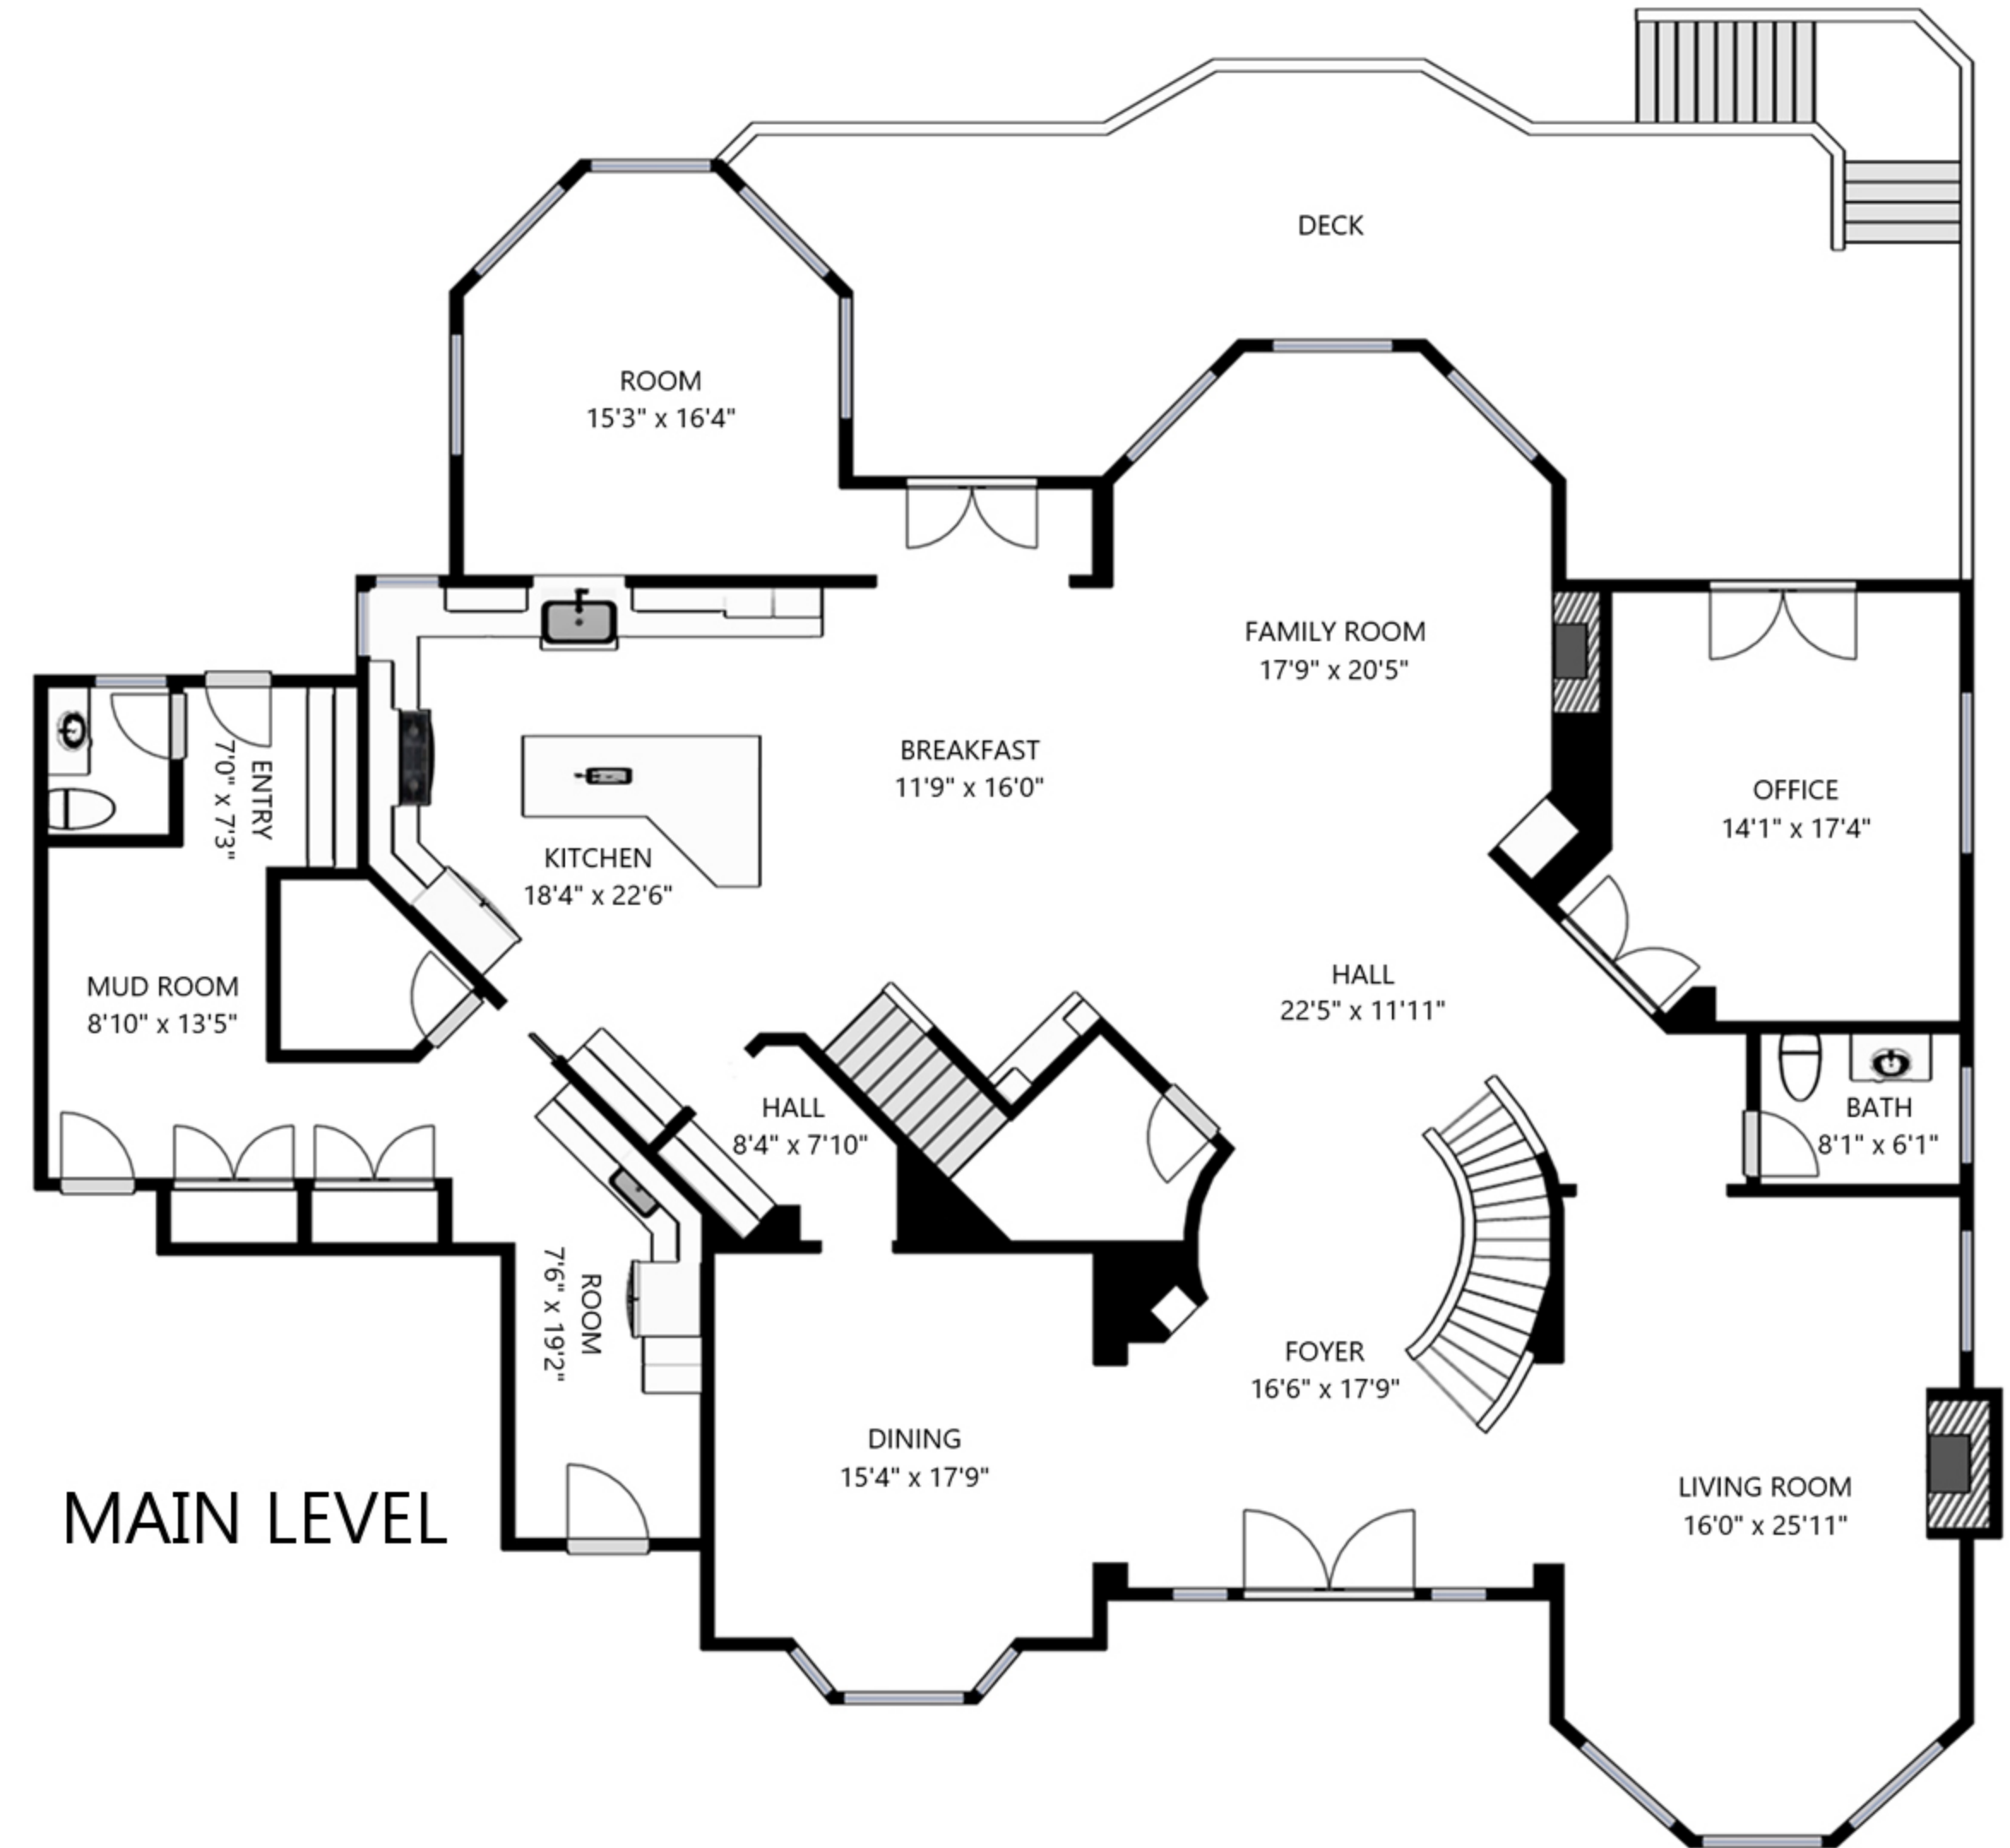 DECK
ROOM
15'3" x 16'4"
FAMILY ROOM
17'9" x 20'5"
BREAKFAST
11'9" x 16'0"
ENTRY
7'0" x 7'3"
OFFICE
14'1" x 17'4"
KITCHEN
18'4" x 22'6"
MUD ROOM
8'10" x 13'5"
HALL
22'5" x 11'11"
HALL
8'4" x 7'10"
BATH
8'1" x 6'1"
ROOM
7'6" x 19'2"
FOYER
16'6" x 17'9"
DINING
15'4" x 17'9"
LIVING ROOM
16'0" x 25'11"
MAIN LEVEL